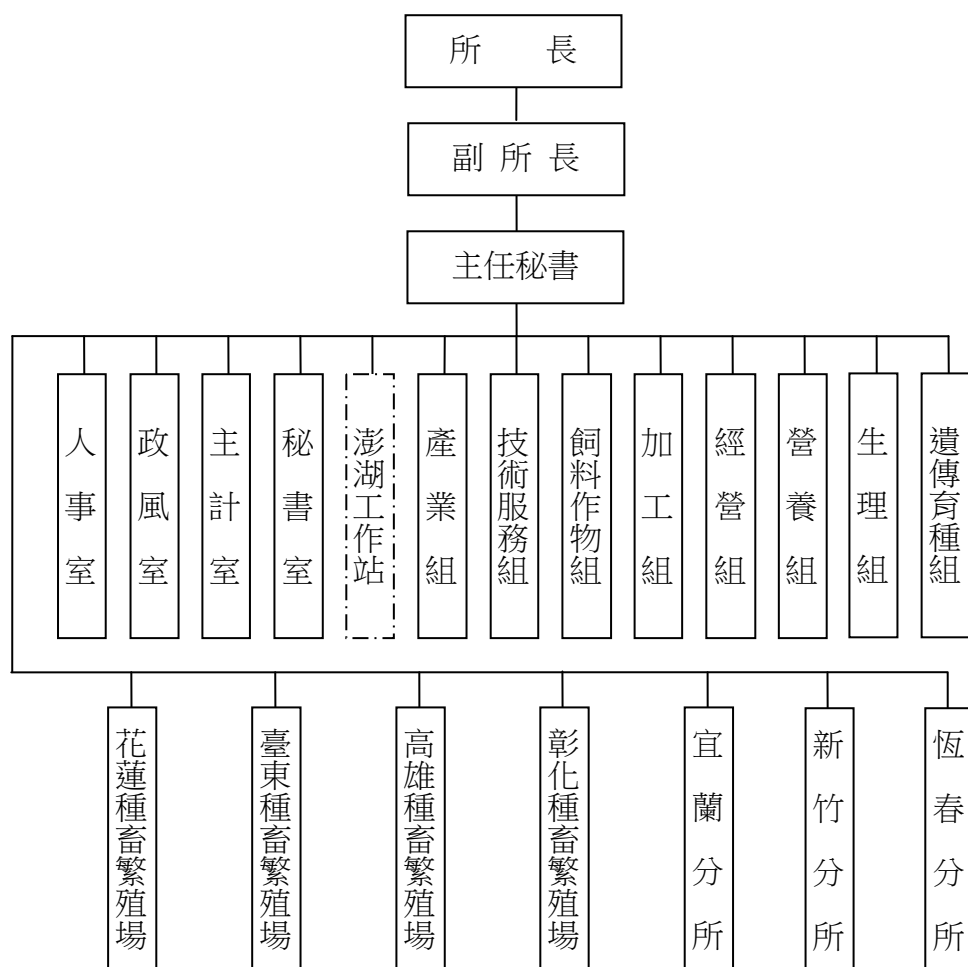 所長
副所長
主任秘書
人事室
政風室
主計室
秘書室
澎湖工作站
產業組
技術服務組
飼料作物組
加工組
經營組
營養組
生理組
遺傳育種組
花蓮種畜繁殖場
臺東種畜繁殖場
高雄種畜繁殖場
彰化種畜繁殖場
宜蘭分所
新竹分所
恆春分所